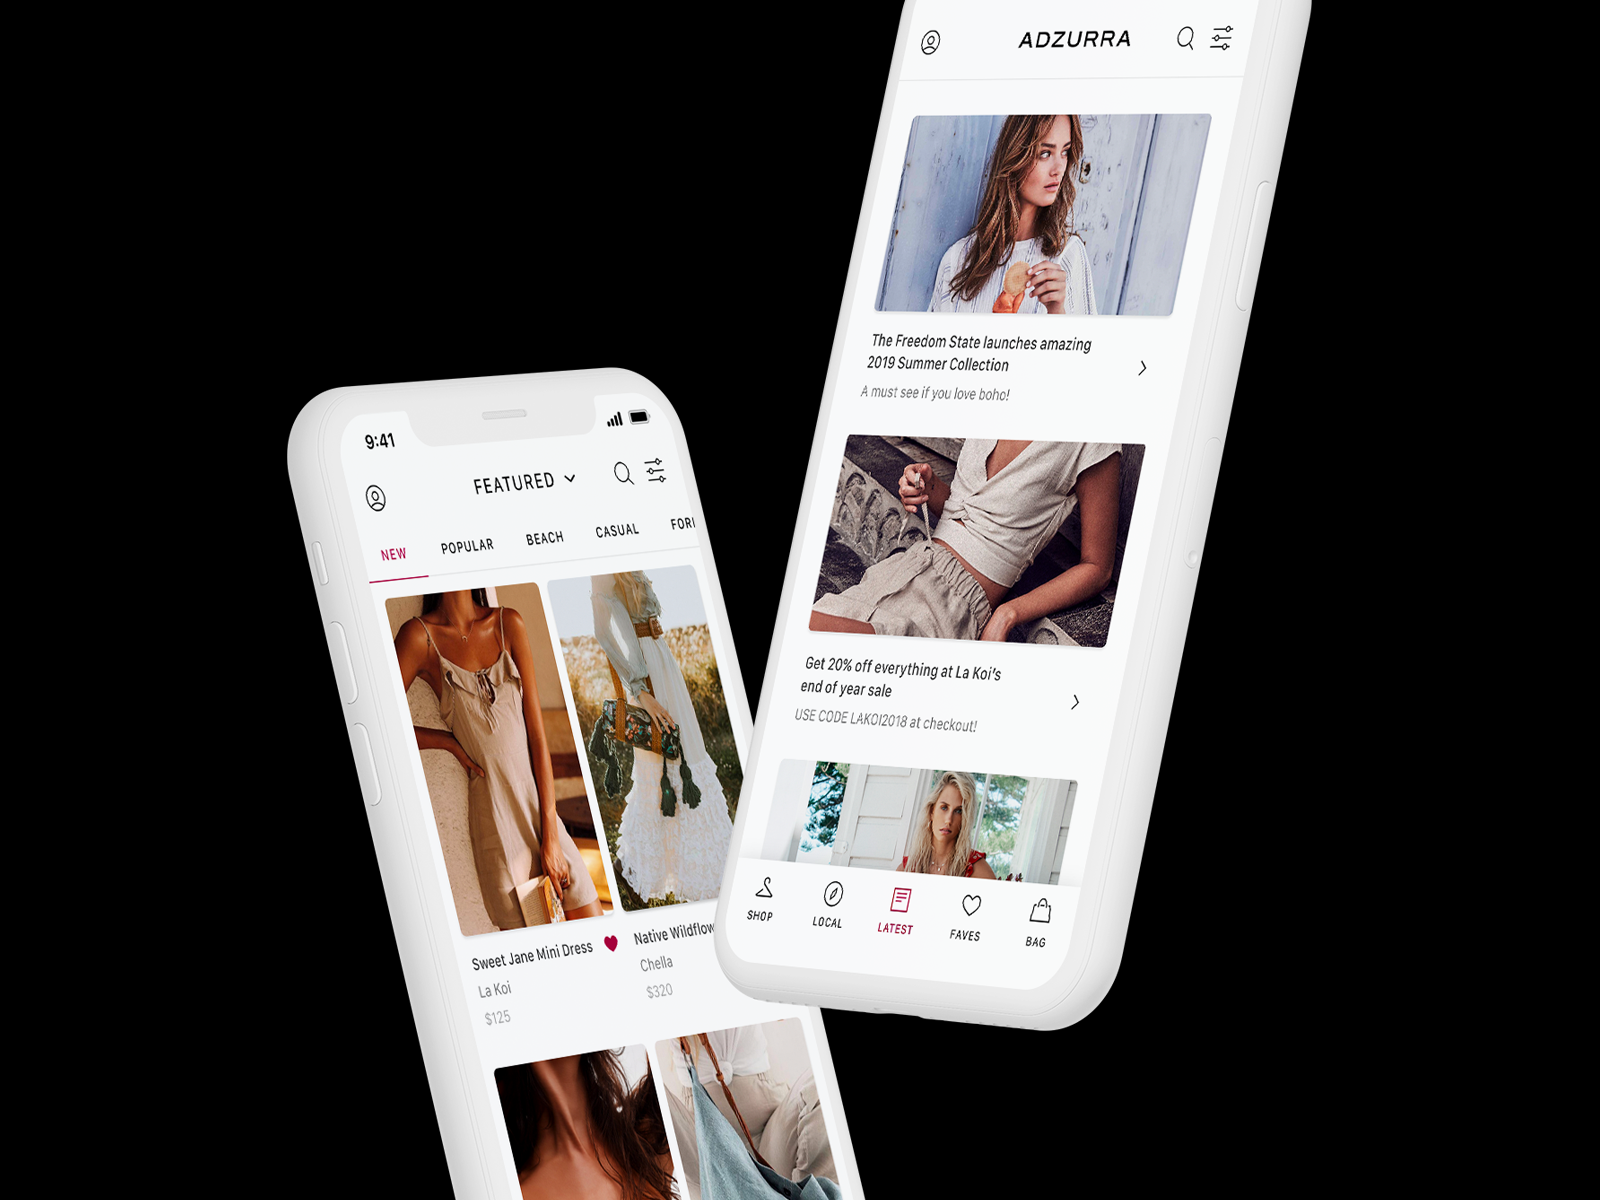 9:41
FEATURED
NEW POPULAR BEACH CASUAL
Sweet Jane Mini Dress
La Koi
$125
Native
Chella
$320
ADZURRA
The Freedom State launches amazing
2019 Summer Collection
A must see if you love boho!
Get 20% off everything at La Koi's
end of year sale
USE CODE LAKOI2018 at checkout!
SHOP LOCAL LATEST FAVES BAG